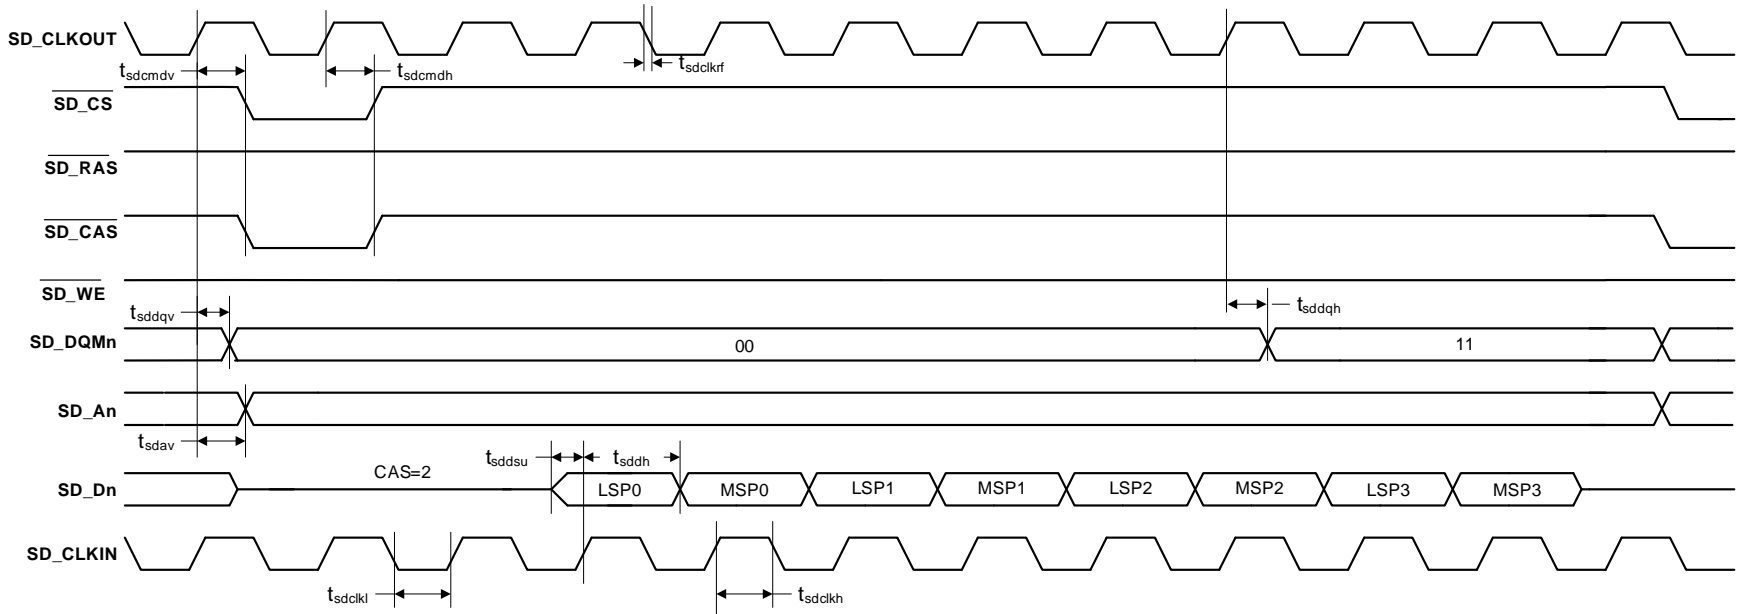 SD_CLKOUT
tsdcmdv
tsdcmdh
tsdclkrf
SD_CS
SD_RAS
SD_CAS
SD_WE
tsddqv
tsddqh
SD_DQMn
00
11
SD_An
tsdav
tsddsu
tsddh
CAS=2
SD_Dn
LSP0
MSP0
LSP1
MSP1
LSP2
MSP2
LSP3
MSP3
SD_CLKIN
tsdclkl
tsdclkh